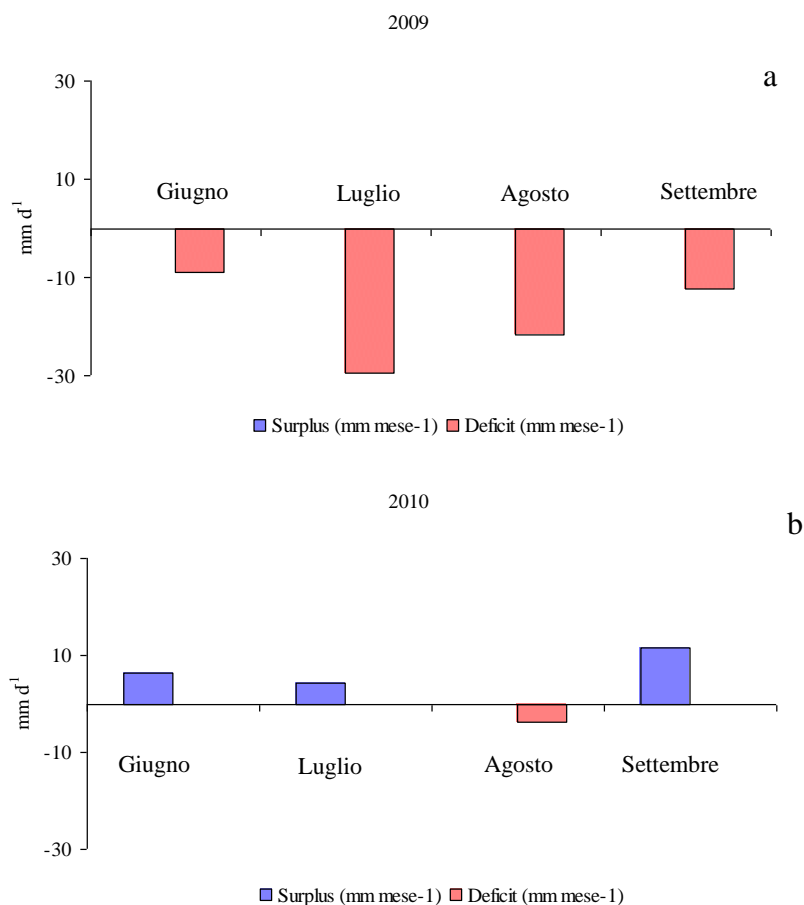 2009
a
30
10
-10
-30
mm d-1
Giugno Luglio Agosto Settembre
Surplus (mm mese-1) Deficit (mm mese-1)
2010
b
30
10
-10
-30
mm d-1
Giugno Luglio Agosto Settembre
Surplus (mm mese-1) Deficit (mm mese-1)